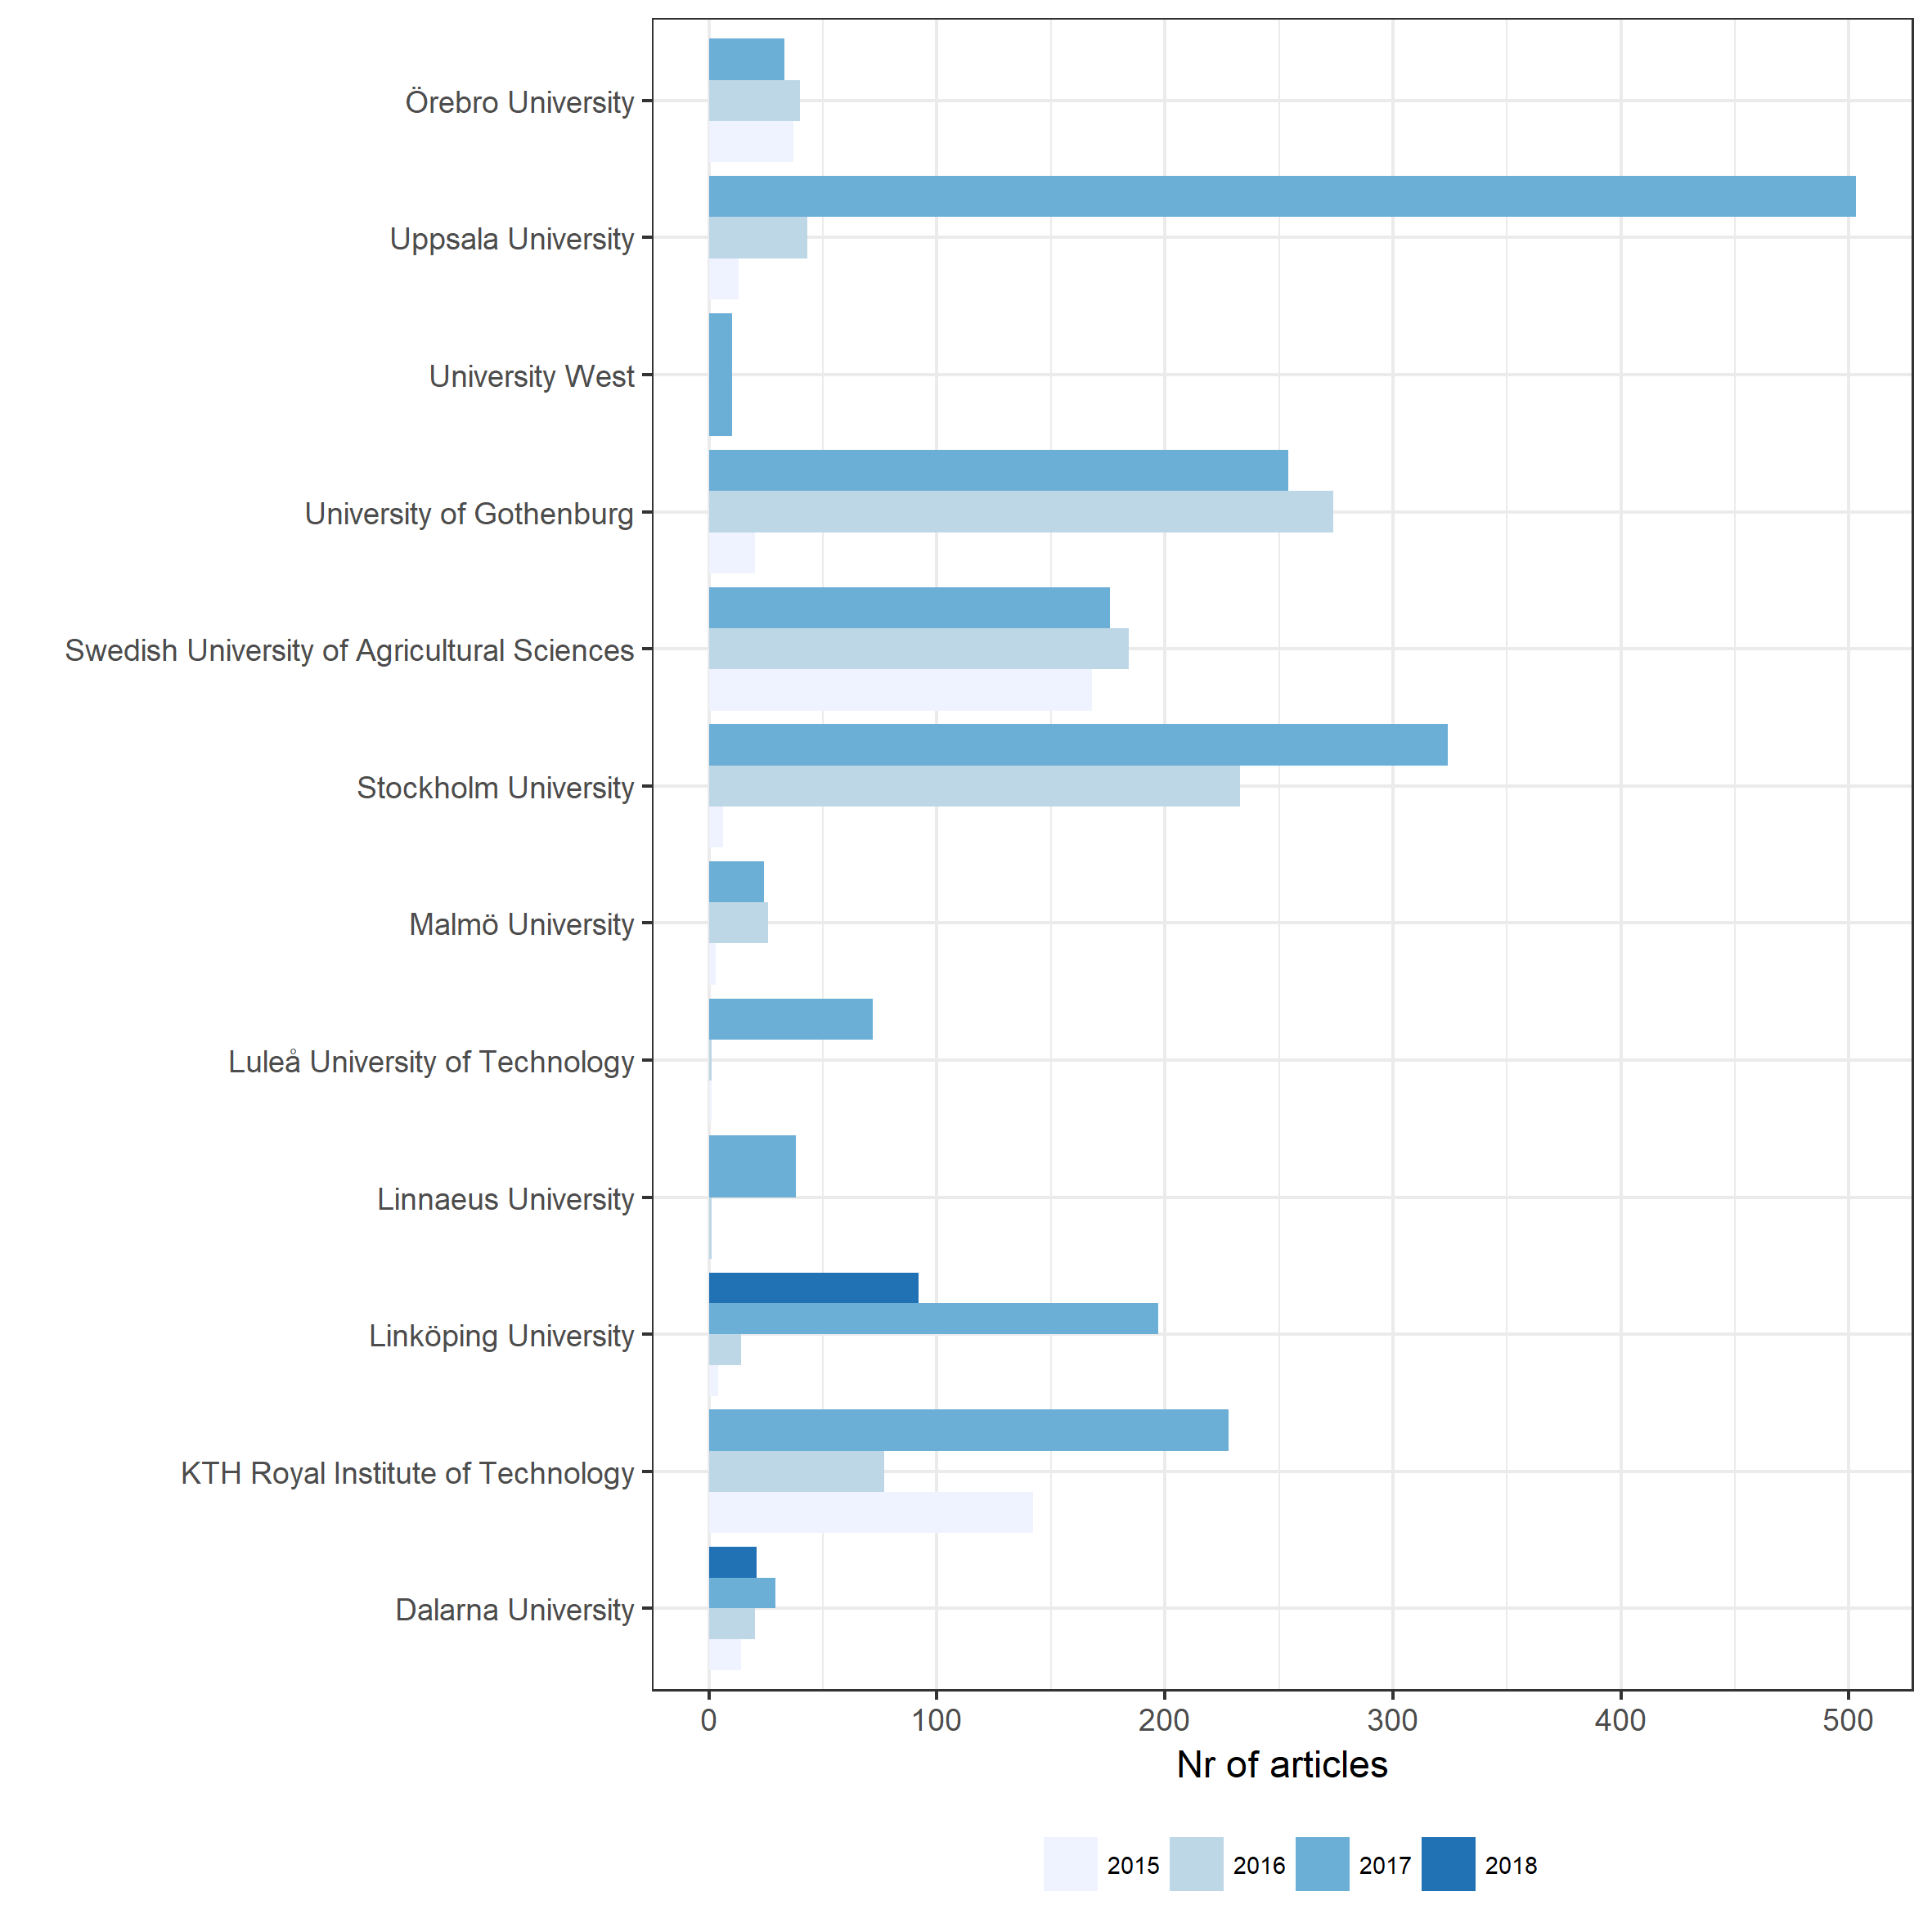 Örebro University
Uppsala University
University West
University of Gothenburg
Swedish University of Agricultural Sciences
Stockholm University
Malmö University
Luleå University of Technology
Linnaeus University
Linköping University
KTH Royal Institute of Technology
Dalarna University
0 100 200 300 400 500
Nr of articles
2015 2016 2017 2018